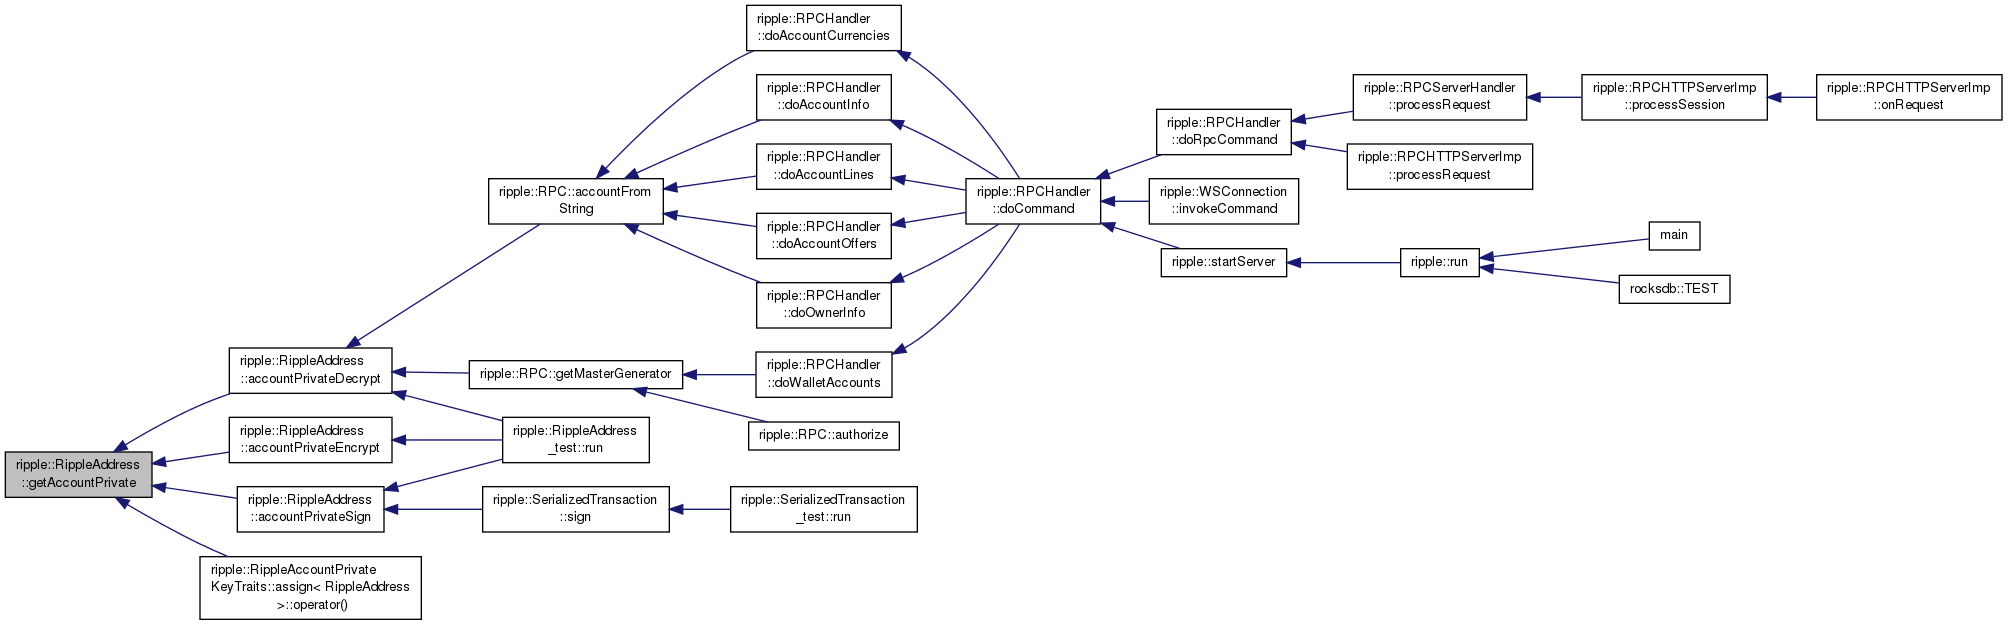 ripple::RippleAddress
::getAccountPrivate
ripple::RippleAddress
::accountPrivateDecrypt
ripple::RippleAddress
::accountPrivateEncrypt
ripple::RippleAddress
::accountPrivateSign
ripple::RippleAccountPrivate
KeyTraits::assign< RippleAddress
>::operator()
ripple::RPC::accountFrom
String
ripple::RPC::getMasterGenerator
ripple::RippleAddress
_test::run
ripple::SerializedTransaction
::sign
ripple::RPCHandler
::doAccountCurrencies
ripple::RPCHandler
::doAccountInfo
ripple::RPCHandler
::doAccountLines
ripple::RPCHandler
::doAccountOffers
ripple::RPCHandler
::doOwnerInfo
ripple::RPCHandler
::doWalletAccounts
ripple::RPC::authorize
ripple::SerializedTransaction
_test::run
ripple::RPCHandler
::doCommand
ripple::RPCHandler
::doRpcCommand
ripple::WSConnection
::invokeCommand
ripple::startServer
ripple::RPCServerHandler
::processRequest
ripple::RPCHTTPServerImp
::processRequest
ripple::run
ripple::RPCHTTPServerImp
::processSession
main
rocksdb::TEST
ripple::RPCHTTPServerImp
::onRequest